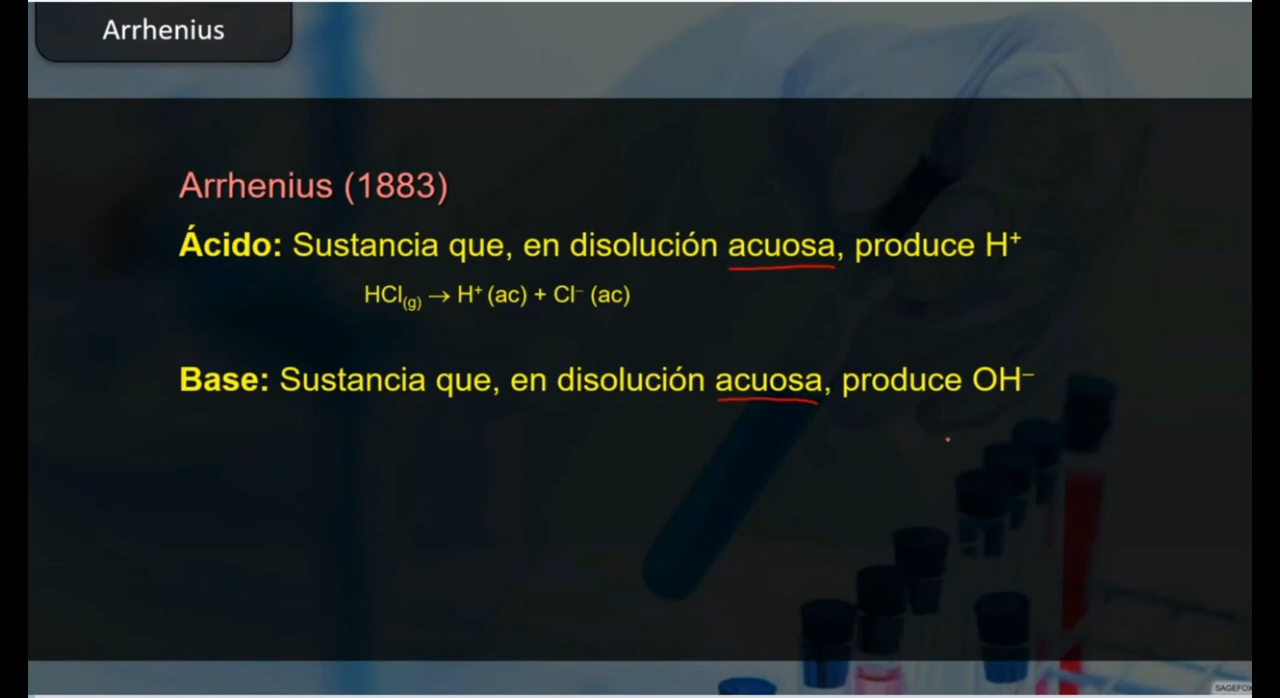 Arrhenius
Arrhenius (1883)
Ácido: Sustancia que, en disolución acuosa, produce H⁺
HCl₍g₎ → H⁺ (ac) + Cl⁻ (ac)
Base: Sustancia que, en disolución acuosa, produce OH⁻
SAGEFOX